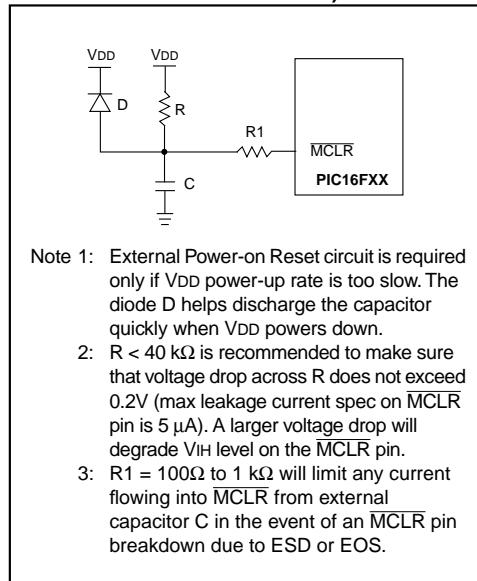 VDD VDD
D
R
R1
MCLR
C
PIC16FXX
Note 1: External Power-on Reset circuit is required
only if VDD power-up rate is too slow. The
diode D helps discharge the capacitor
quickly when VDD powers down.
2: R < 40 kΩ is recommended to make sure
that voltage drop across R does not exceed
0.2V (max leakage current spec on MCLR
pin is 5 μA). A larger voltage drop will
degrade VIH level on the MCLR pin.
3: R1 = 100Ω to 1 kΩ will limit any current
flowing into MCLR from external
capacitor C in the event of an MCLR pin
breakdown due to ESD or EOS.